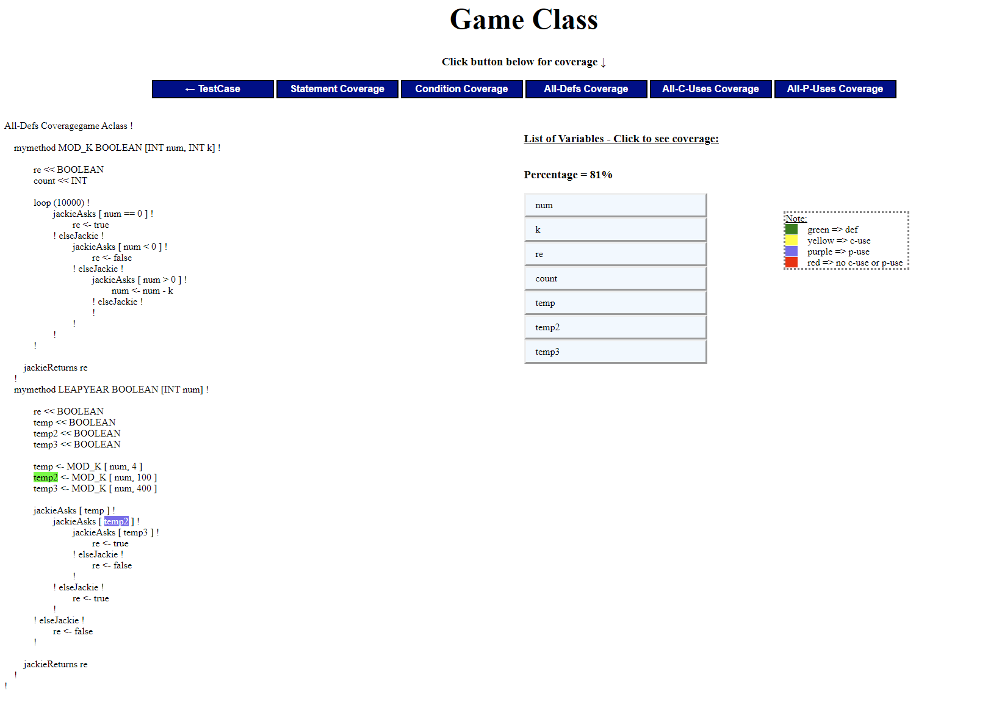 Game Class
Click button below for coverage ↓
← TestCase
Statement Coverage
Condition Coverage
All-Defs Coverage
All-C-Uses Coverage
All-P-Uses Coverage
All-Defs Coveragegame Aclass !
mymethod MOD_K BOOLEAN [INT num, INT k] !
re << BOOLEAN
count << INT
loop (10000) !
jackieAsks [ num == 0 ] !
re <- true
! elseJackie !
jackieAsks [ num < 0 ] !
re <- false
! elseJackie !
jackieAsks [ num > 0 ] !
num <- num - k
! elseJackie !
!
!
!
!
jackieReturns re
!
mymethod LEAPYEAR BOOLEAN [INT num] !
re << BOOLEAN
temp << BOOLEAN
temp2 << BOOLEAN
temp3 << BOOLEAN
temp <- MOD_K [ num, 4 ]
temp2 <- MOD_K [ num, 100 ]
temp3 <- MOD_K [ num, 400 ]
jackieAsks [ temp ] !
jackieAsks [ temp2 ] !
jackieAsks [ temp3 ] !
re <- true
! elseJackie !
re <- false
!
! elseJackie !
re <- true
!
! elseJackie !
re <- false
!
jackieReturns re
!
!
List of Variables - Click to see coverage:
Percentage = 81%
num
k
re
count
temp
temp2
temp3
Note:
green => def
yellow => c-use
purple => p-use
red => no c-use or p-use